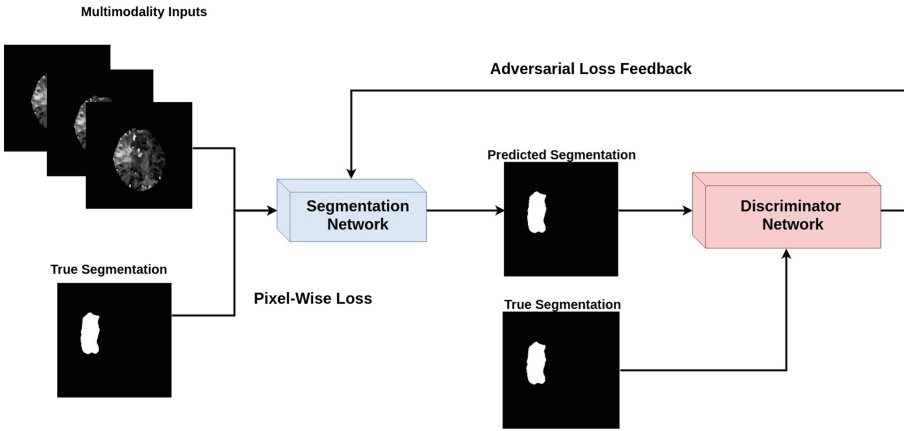 Multimodality Inputs
Adversarial Loss Feedback
Predicted Segmentation
Segmentation
Network
Discriminator
Network
True Segmentation
Pixel-Wise Loss
True Segmentation